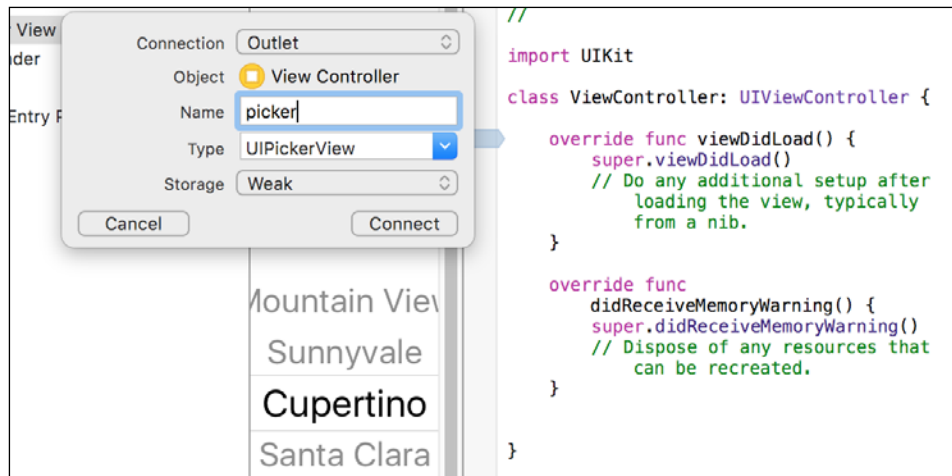 View
der
Entry
Connection Outlet
Object View Controller
Name picker
Type UIPickerView
Storage Weak
Cancel Connect
Mountain View
Sunnyvale
Cupertino
Santa Clara
//
import UIKit
class ViewController: UIViewController {
override func viewDidLoad() {
super.viewDidLoad()
// Do any additional setup after
loading the view, typically
from a nib.
}
override func
didReceiveMemoryWarning() {
super.didReceiveMemoryWarning()
// Dispose of any resources that
can be recreated.
}
}